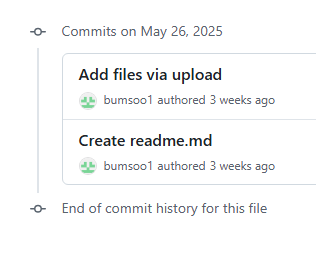 Commits on May 26, 2025
Add files via upload
bumsoo1 authored 3 weeks ago
Create readme.md
bumsoo1 authored 3 weeks ago
End of commit history for this file